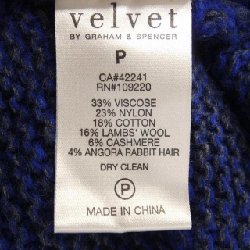 velvet
BY GRAHAM & SPENCER
P
CA#42241
RN#109220
33% VISCOSE
23% NYLON
18% COTTON
16% LAMBS' WOOL
6% CASHMERE
4% ANGORA RABBIT HAIR
DRY CLEAN
P
MADE IN CHINA